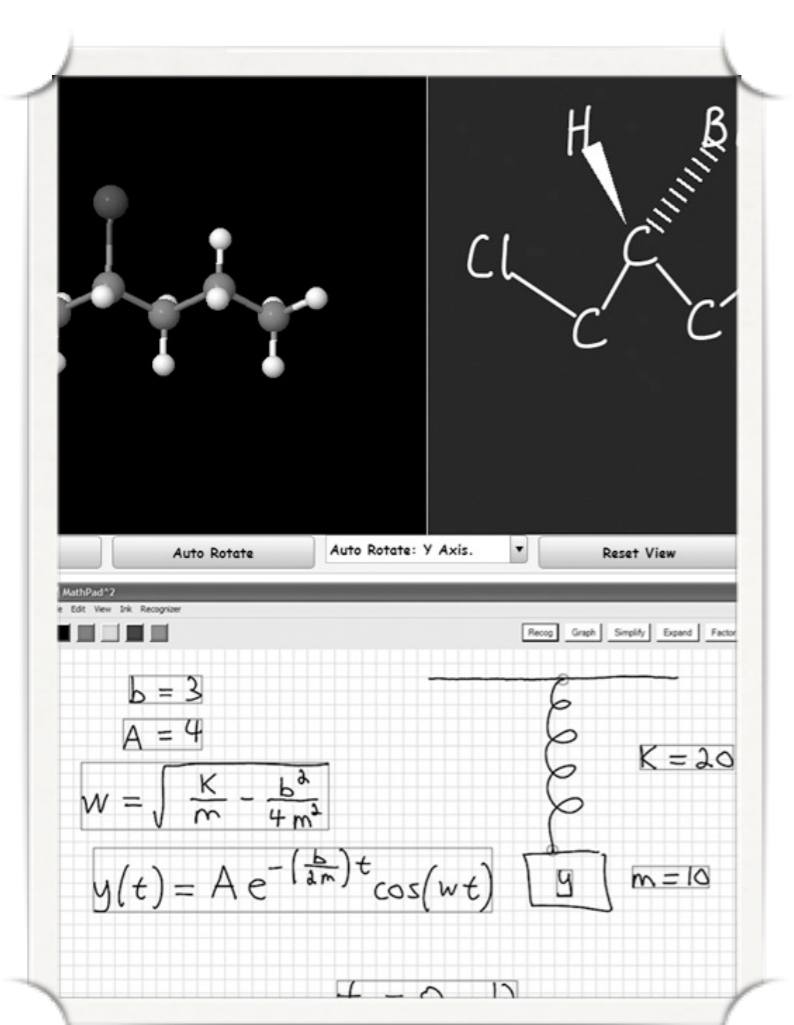 H B
Cl C
C C
Auto Rotate Auto Rotate: Y Axis. Reset View
MathPad^2
e Edit View Ink Recognizer
Recog Graph Simplify Expand Factor
b = 3
A = 4
K = 20
w = √(K/m - b²/4m²)
y(t) = A e^-(b/2m)t cos(wt)
y
m = 10